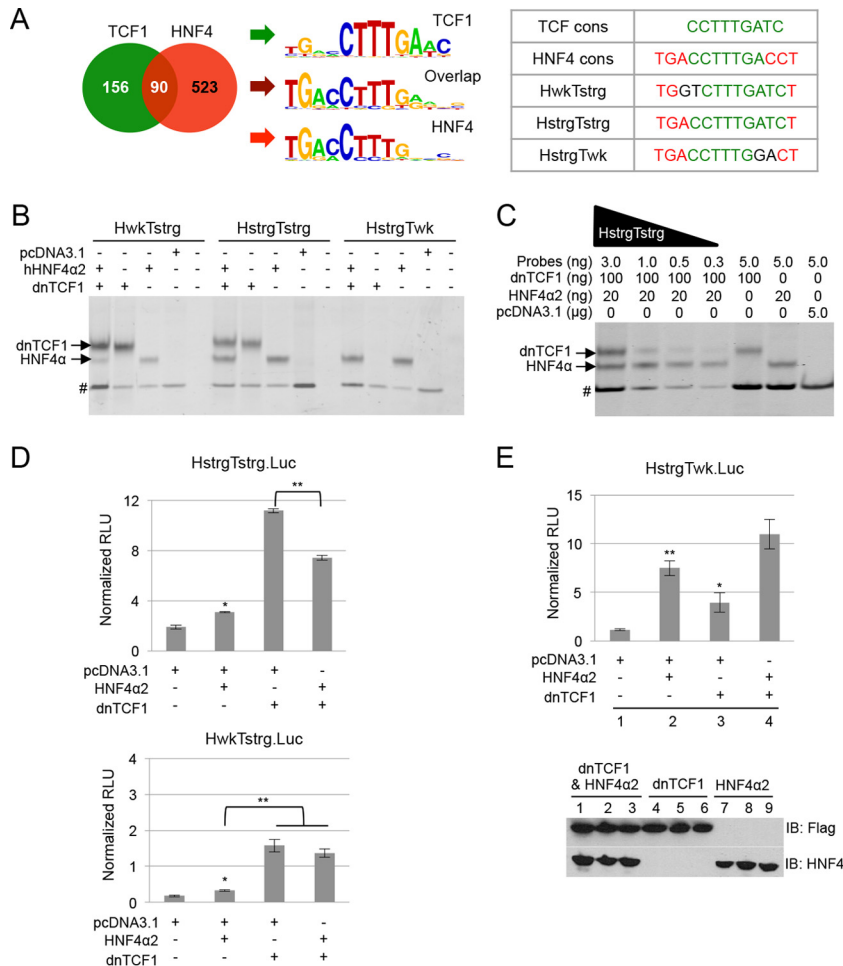 A
TCF1 HNF4
156 90 523
TCF1
Overlap
HNF4
TCF cons CCTTTGATC
HNF4 cons TGACCTTTGACCT
HwkTstrg TGGTCTTTGATCT
HstrgTstrg TGACCTTTGATCT
HstrgTwk TGACCTTTGGACT
B
HwkTstrg HstrgTstrg HstrgTwk
pcDNA3.1 - - - + - - - - + - - - - + -
hHNF4α2 + - + - - + - + - - + - + - -
dnTCF1 + + - - - + + - - - + + - - -
dnTCF1
HNF4α
#
C
HstrgTstrg
Probes (ng) 3.0 1.0 0.5 0.3 5.0 5.0 5.0
dnTCF1 (ng) 100 100 100 100 100 0 0
HNF4α2 (ng) 20 20 20 20 0 20 0
pcDNA3.1 (µg) 0 0 0 0 0 0 5.0
dnTCF1
HNF4α
#
D
HstrgTstrg.Luc
Normalized RLU
12
8
4
0
*
**
pcDNA3.1 + + + -
HNF4α2 - + - +
dnTCF1 - - + +
HwkTstrg.Luc
Normalized RLU
4
3
2
1
0
*
**
pcDNA3.1 + + + -
HNF4α2 - + - +
dnTCF1 - - + +
E
HstrgTwk.Luc
Normalized RLU
15
10
5
0
**
*
pcDNA3.1 + + + -
HNF4α2 - + - +
dnTCF1 - - + +
1 2 3 4
dnTCF1
& HNF4α2 dnTCF1 HNF4α2
1 2 3 4 5 6 7 8 9
IB: Flag
IB: HNF4